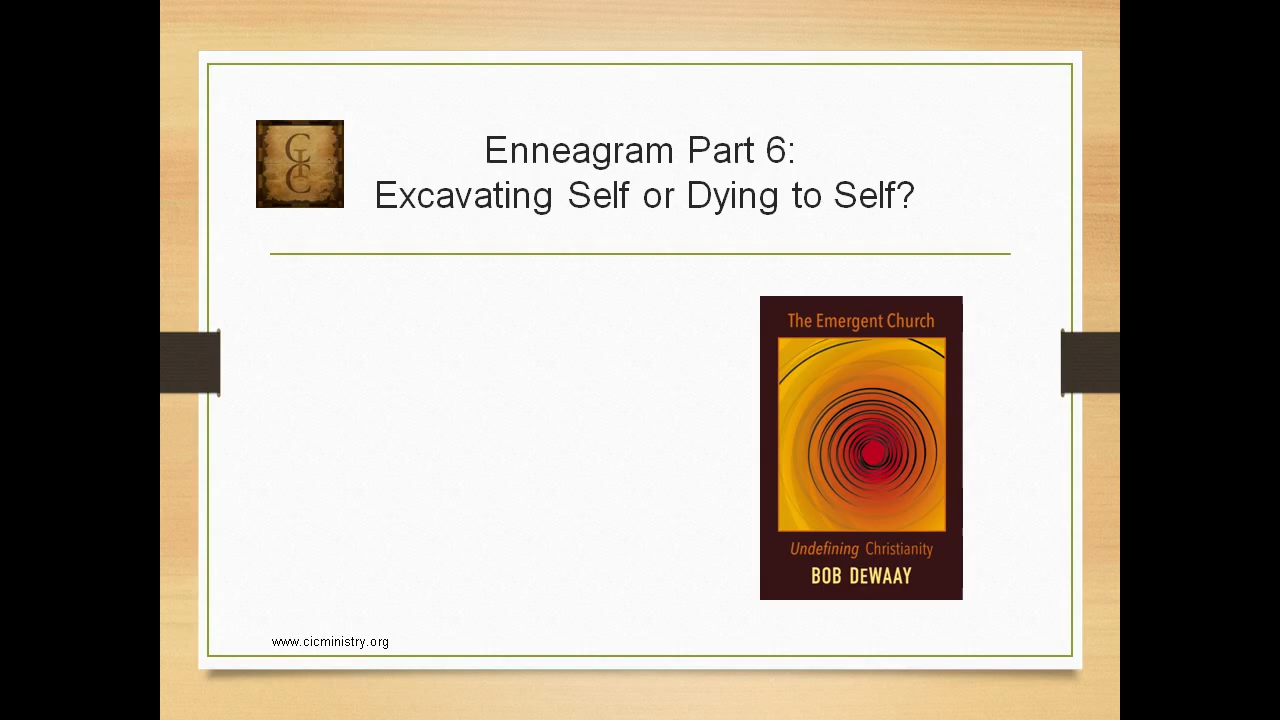 CIC
Enneagram Part 6:
Excavating Self or Dying to Self?
The Emergent Church
Undefining Christianity
BOB DEWAAY
www.cicministry.org